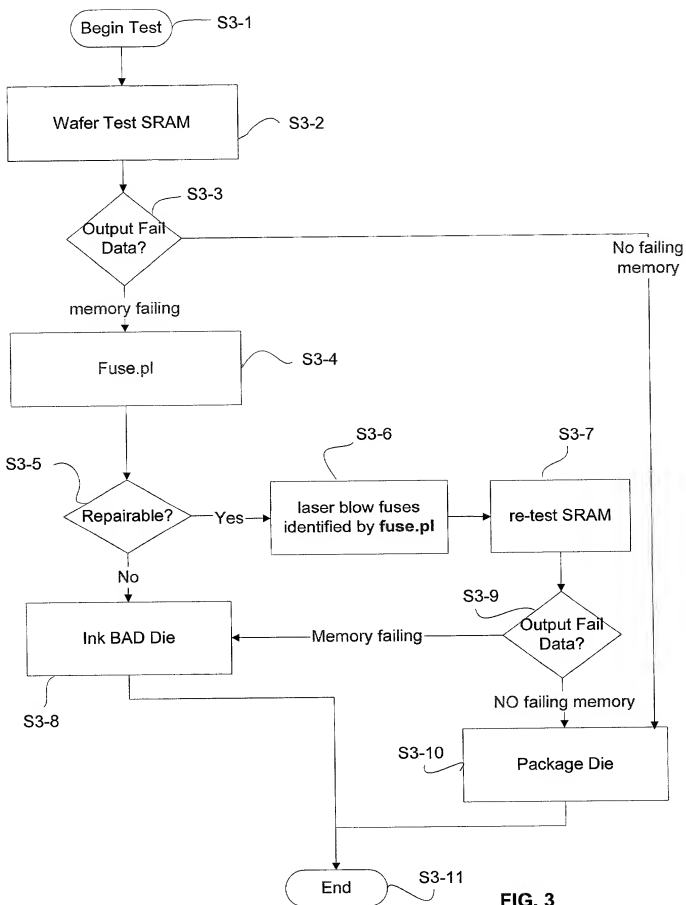 Begin Test
S3-1
Wafer Test SRAM
S3-2
S3-3
Output Fail
Data?
No failing
memory
memory failing
Fuse.pl
S3-4
S3-5
S3-6
S3-7
Repairable?
Yes
laser blow fuses
identified by fuse.pl
re-test SRAM
No
S3-9
Ink BAD Die
Memory failing
Output Fail
Data?
S3-8
NO failing memory
S3-10
Package Die
End
S3-11
FIG. 3